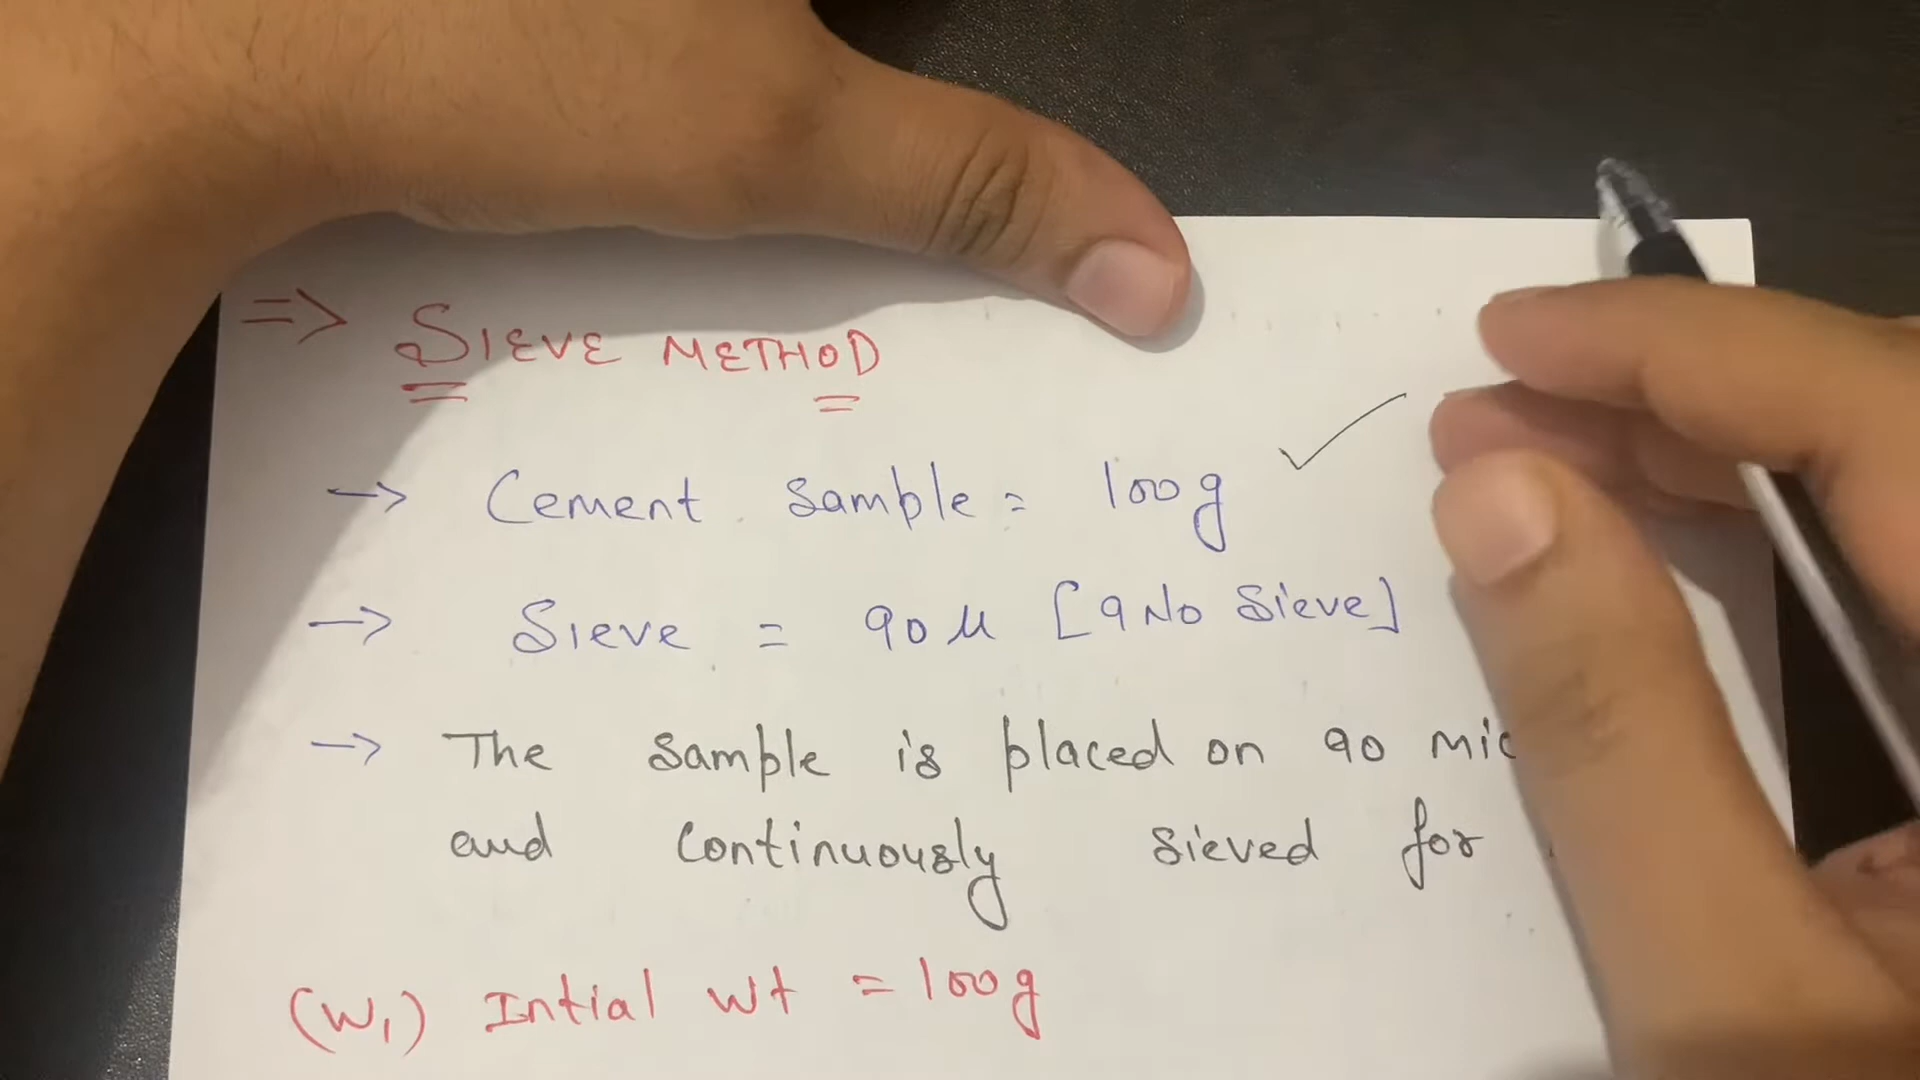 => SIEVE METHOD
→ Cement sample = 100g ✓
→ Sieve = 90 µ [9 No Sieve]
→ The sample is placed on 90 mic
and continuously sieved for
(W₁) Intial wt = 100g